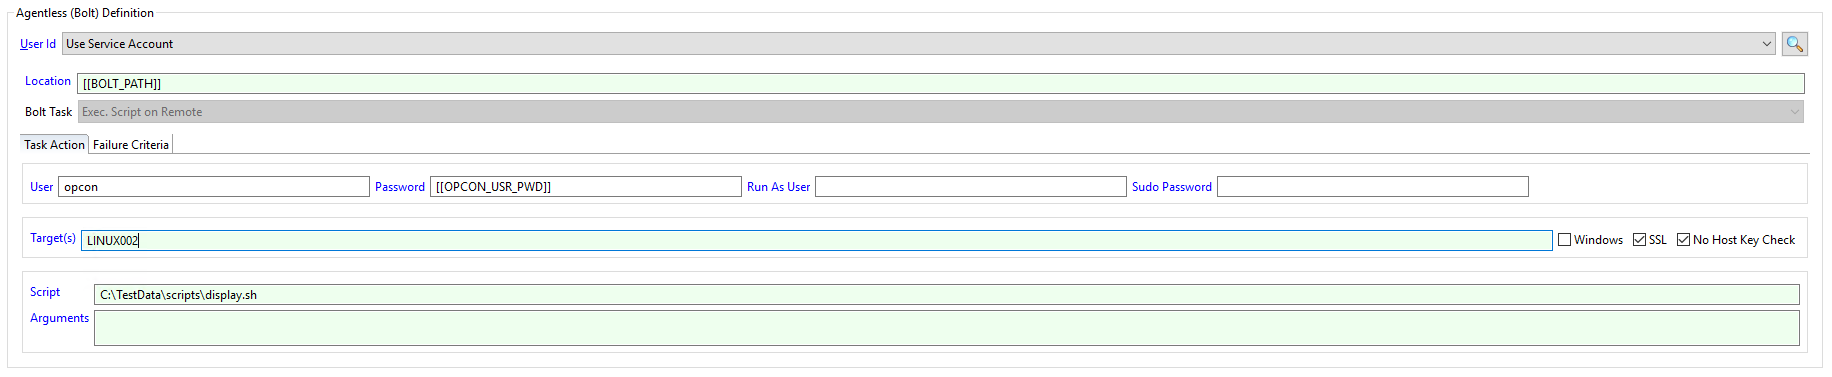 Agentless (Bolt) Definition
User Id Use Service Account
Location [[BOLT_PATH]]
Bolt Task Exec. Script on Remote
Task Action Failure Criteria
User opcon Password [[OPCON_USR_PWD]] Run As User Sudo Password
Target(s) LINUX002 Windows SSL No Host Key Check
Script C:\TestData\scripts\display.sh
Arguments